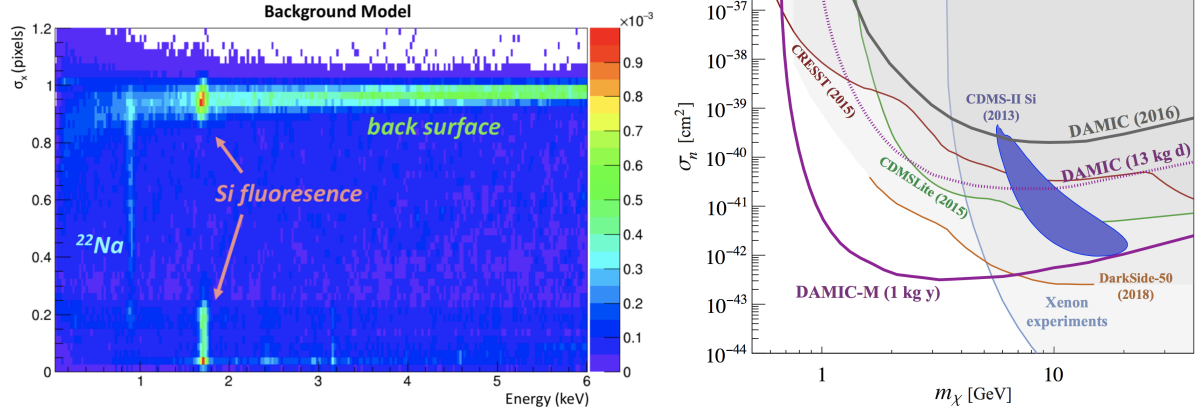 Background Model
×10⁻³
σₓ (pixels)
1.2
1
0.8
0.6
0.4
0.2
0
back surface
Si fluoresence
²²Na
1
2
3
4
5
6
Energy (keV)
0.9
0.8
0.7
0.6
0.5
0.4
0.3
0.2
0.1
0
σₙ [cm²]
10⁻³⁷
10⁻³⁸
10⁻³⁹
10⁻⁴⁰
10⁻⁴¹
10⁻⁴²
10⁻⁴³
10⁻⁴⁴
CRESST (2015)
CDMS-II Si
(2013)
DAMIC (2016)
DAMIC (13 kg d)
CDMSLite (2015)
DAMIC-M (1 kg y)
DarkSide-50
(2018)
Xenon
experiments
1
10
mᵪ [GeV]